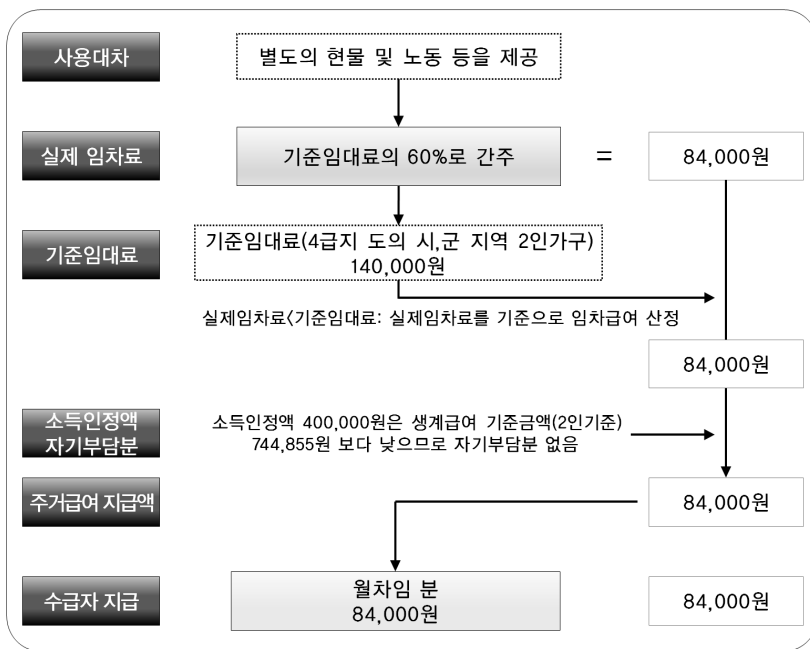 사용대차
별도의 현물 및 노동 등을 제공
실제 임차료
기준임대료의 60%로 간주
=
84,000원
기준임대료
기준임대료(4급지 도의 시,군 지역 2인가구)
140,000원
실제임차료<기준임대료: 실제임차료를 기준으로 임차급여 산정
84,000원
소득인정액
자기부담분
소득인정액 400,000원은 생계급여 기준금액(2인기준)
744,855원 보다 낮으므로 자기부담분 없음
주거급여 지급액
84,000원
수급자 지급
월차임 분
84,000원
84,000원